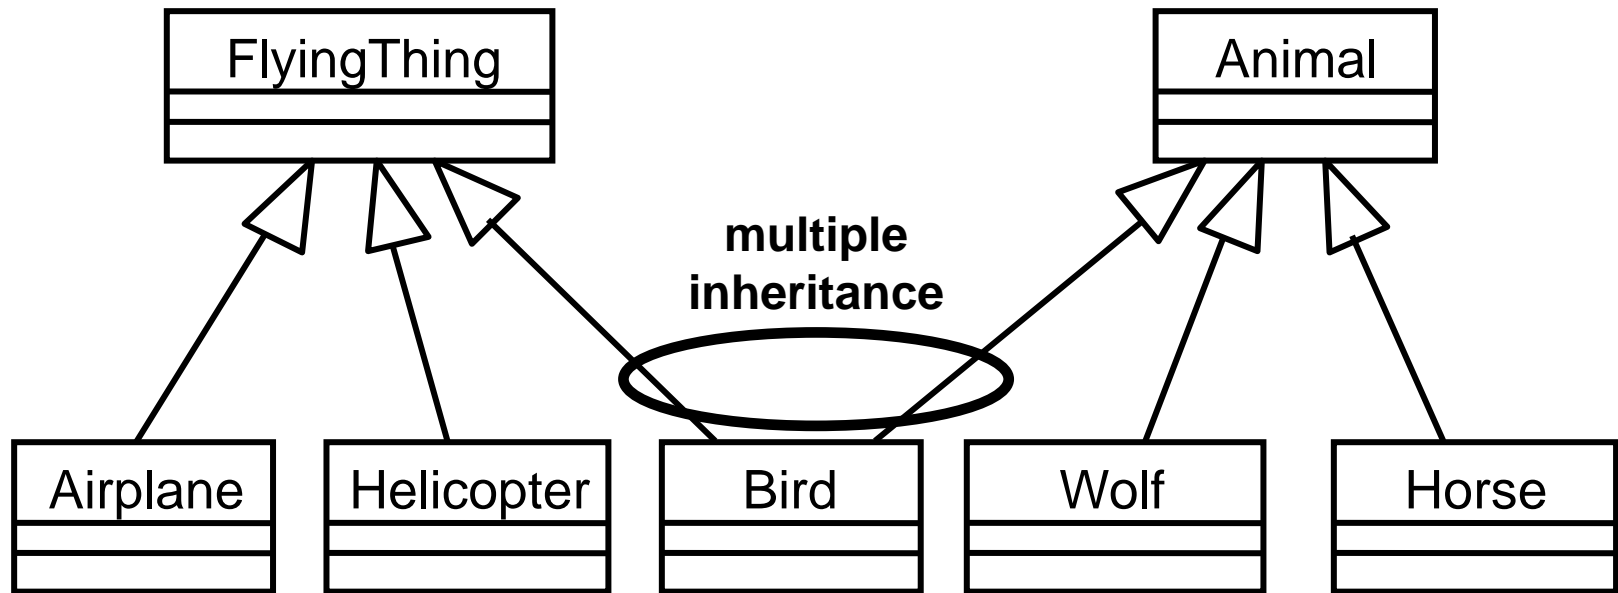 FlyingThing
Animal
multiple
inheritance
Airplane
Helicopter
Bird
Wolf
Horse